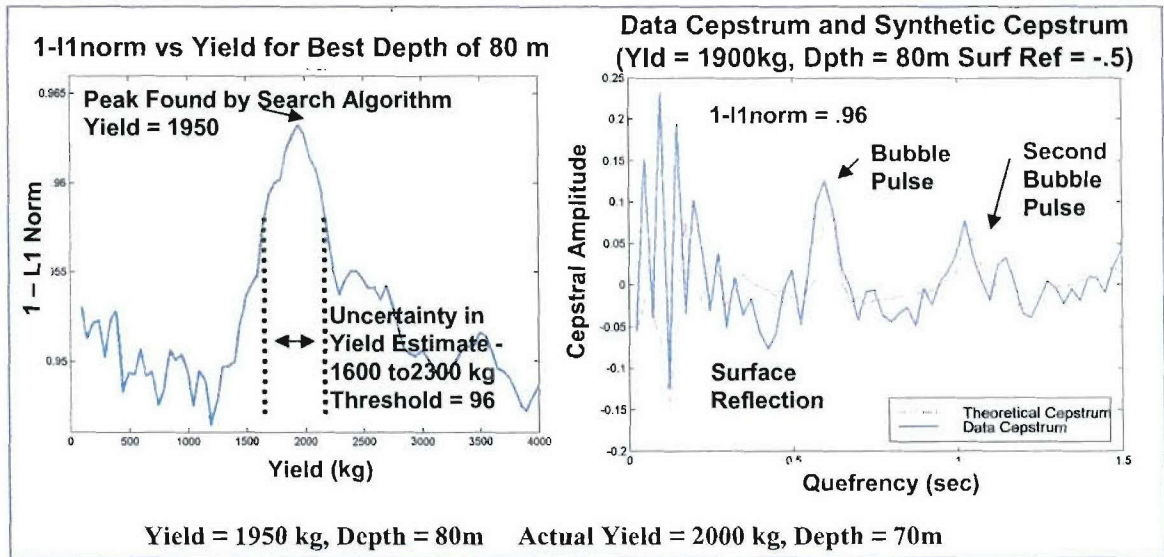 1-l1norm vs Yield for Best Depth of 80 m
0.965
Peak Found by Search Algorithm
Yield = 1950
0.96
.955
0.95
1 – L1 Norm
Uncertainty in
Yield Estimate -
1600 to2300 kg
Threshold = 96
0 500 1000 1500 2000 2500 3000 3500 4000
Yield (kg)
Data Cepstrum and Synthetic Cepstrum
(Yld = 1900kg, Dpth = 80m Surf Ref = -.5)
0.25
0.2
0.15
0.1
0.05
0
-0.05
-0.1
-0.15
-0.2
Cepstral Amplitude
1-l1norm = .96
Bubble
Pulse
Second
Bubble
Pulse
Surface
Reflection
Theoretical Cepstrum
Data Cepstrum
0 0.5 1 1.5
Quefrency (sec)
Yield = 1950 kg, Depth = 80m Actual Yield = 2000 kg, Depth = 70m